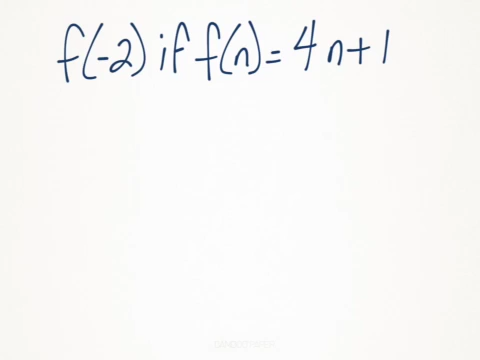 f(-2) if f(n) = 4n+1